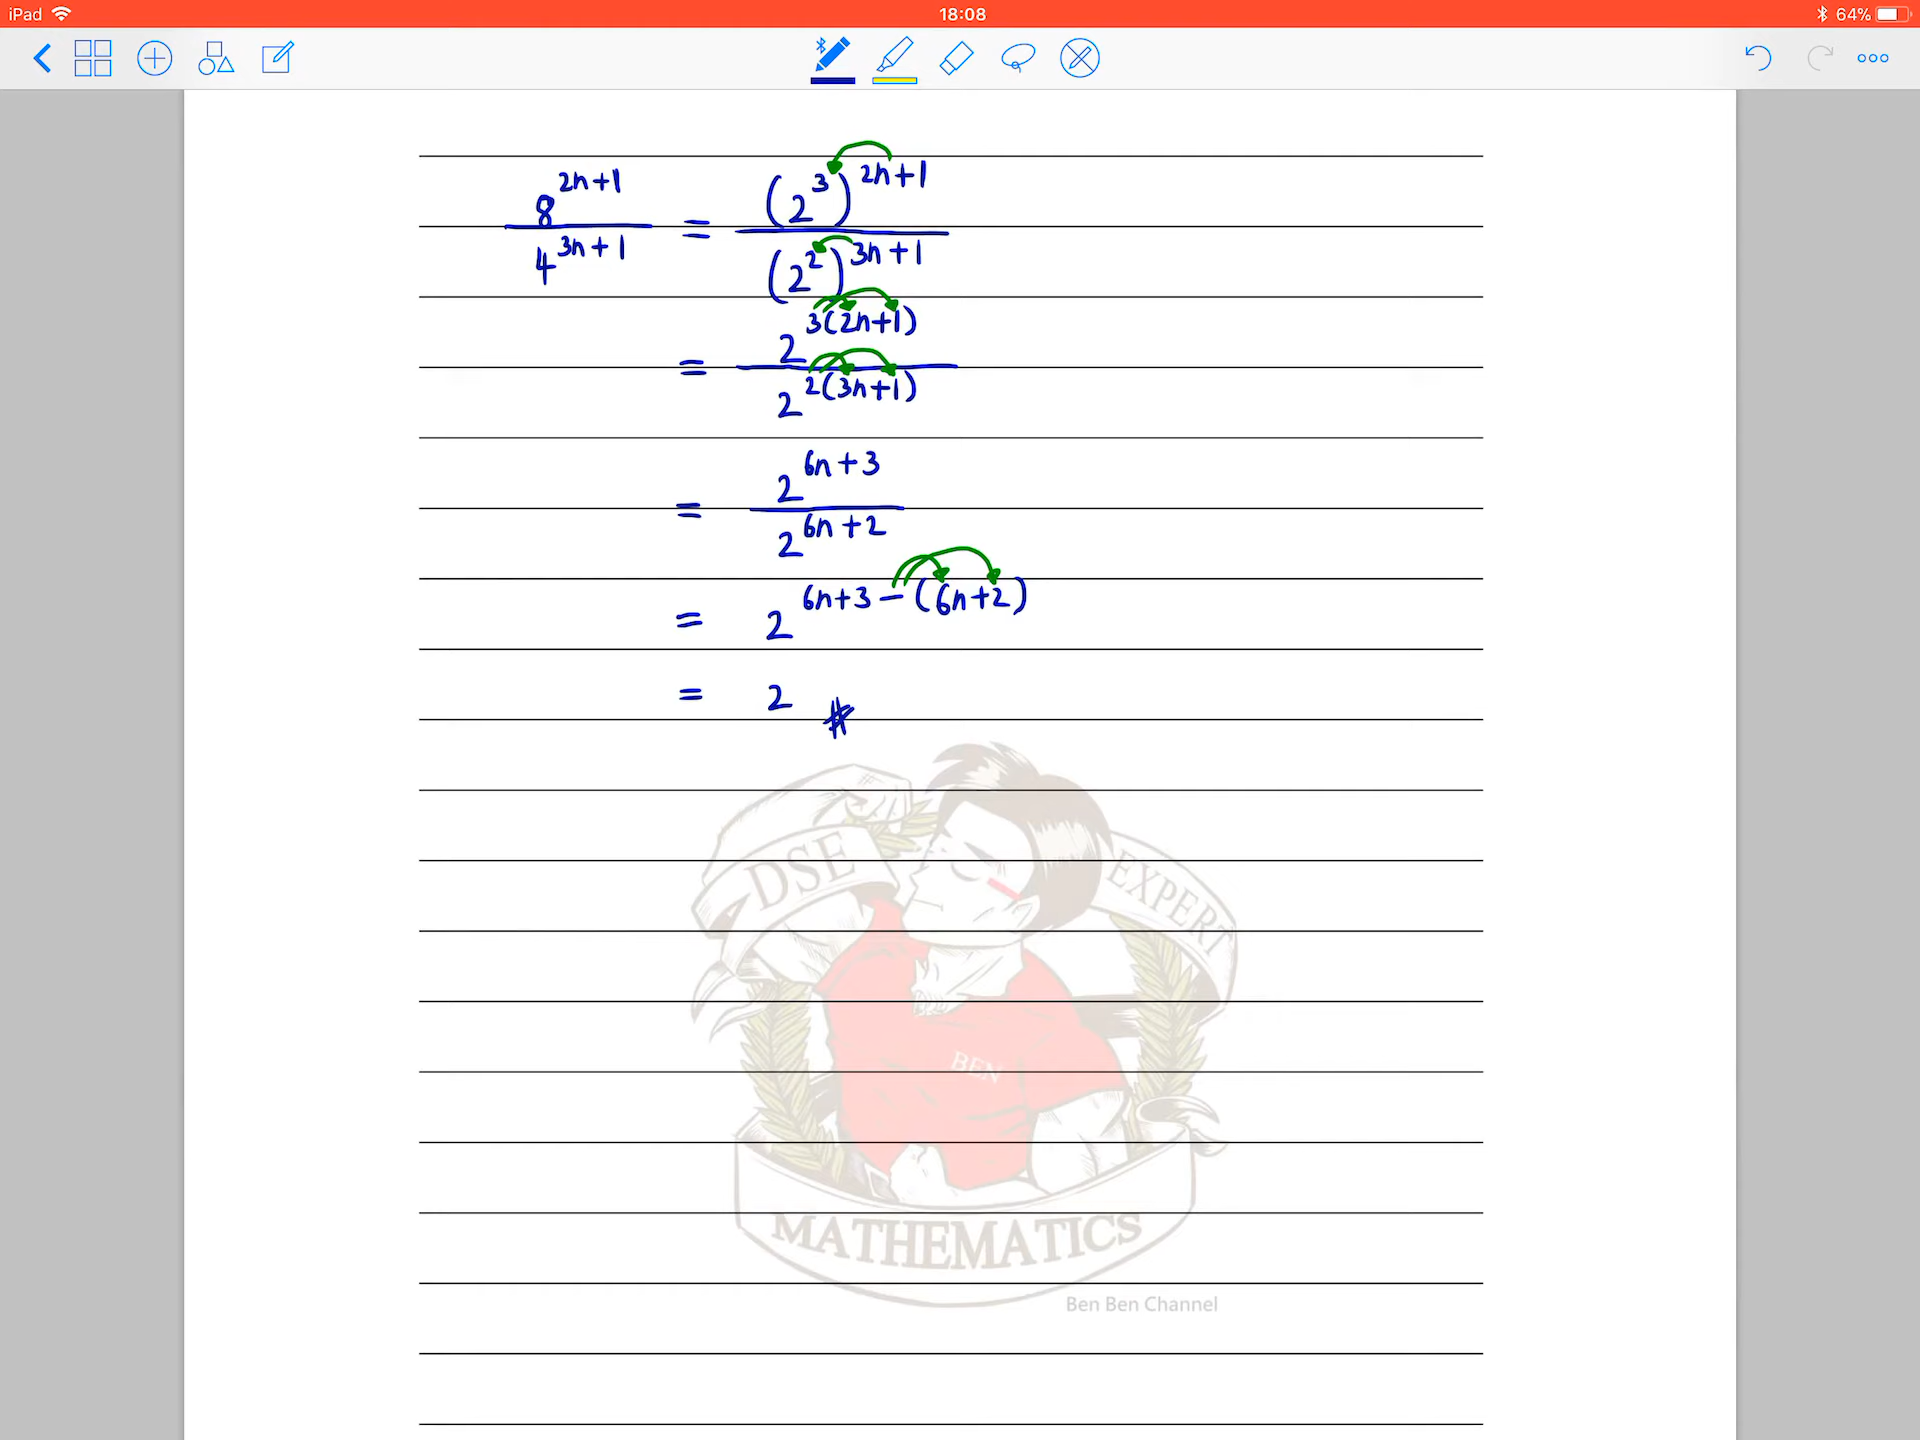 iPad 18:08 64%
8^(2n+1) / 4^(3n+1) = (2^3)^(2n+1) / (2^2)^(3n+1)
= 2^(3(2n+1)) / 2^(2(3n+1))
= 2^(6n+3) / 2^(6n+2)
= 2^(6n+3-(6n+2))
= 2 #
DSE EXPERT
BEN
MATHEMATICS
Ben Ben Channel